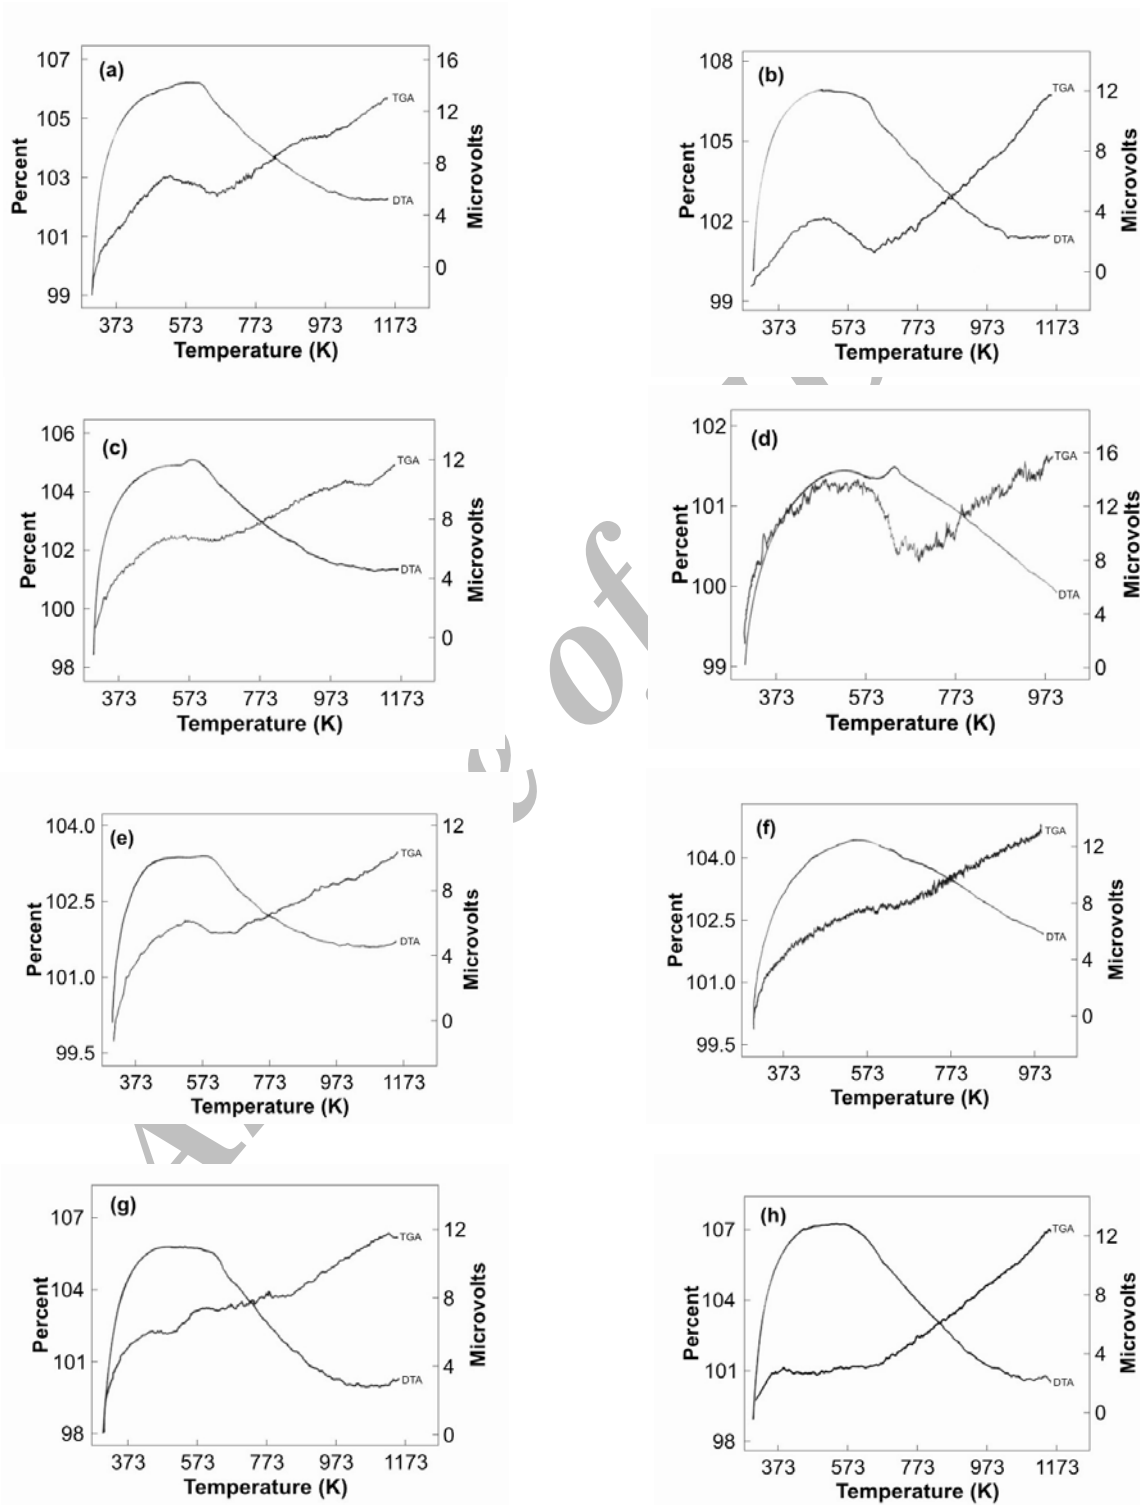 (a)
107
105
103
101
99
Percent
16
12
8
4
0
Microvolts
TGA
DTA
373 573 773 973 1173
Temperature (K)
(b)
108
105
102
99
Percent
12
8
4
0
Microvolts
TGA
DTA
373 573 773 973 1173
Temperature (K)
(c)
106
104
102
100
98
Percent
12
8
4
0
Microvolts
TGA
DTA
373 573 773 973 1173
Temperature (K)
(d)
102
101
100
99
Percent
16
12
8
4
0
Microvolts
TGA
DTA
373 573 773 973
Temperature (K)
of
(e)
104.0
102.5
101.0
99.5
Percent
12
8
4
0
Microvolts
TGA
DTA
373 573 773 973 1173
Temperature (K)
(f)
104.0
102.5
101.0
99.5
Percent
12
8
4
0
Microvolts
TGA
DTA
373 573 773 973
Temperature (K)
(g)
107
104
101
98
Percent
12
8
4
0
Microvolts
TGA
DTA
373 573 773 973 1173
Temperature (K)
(h)
107
104
101
98
Percent
12
8
4
0
Microvolts
TGA
DTA
373 573 773 973 1173
Temperature (K)